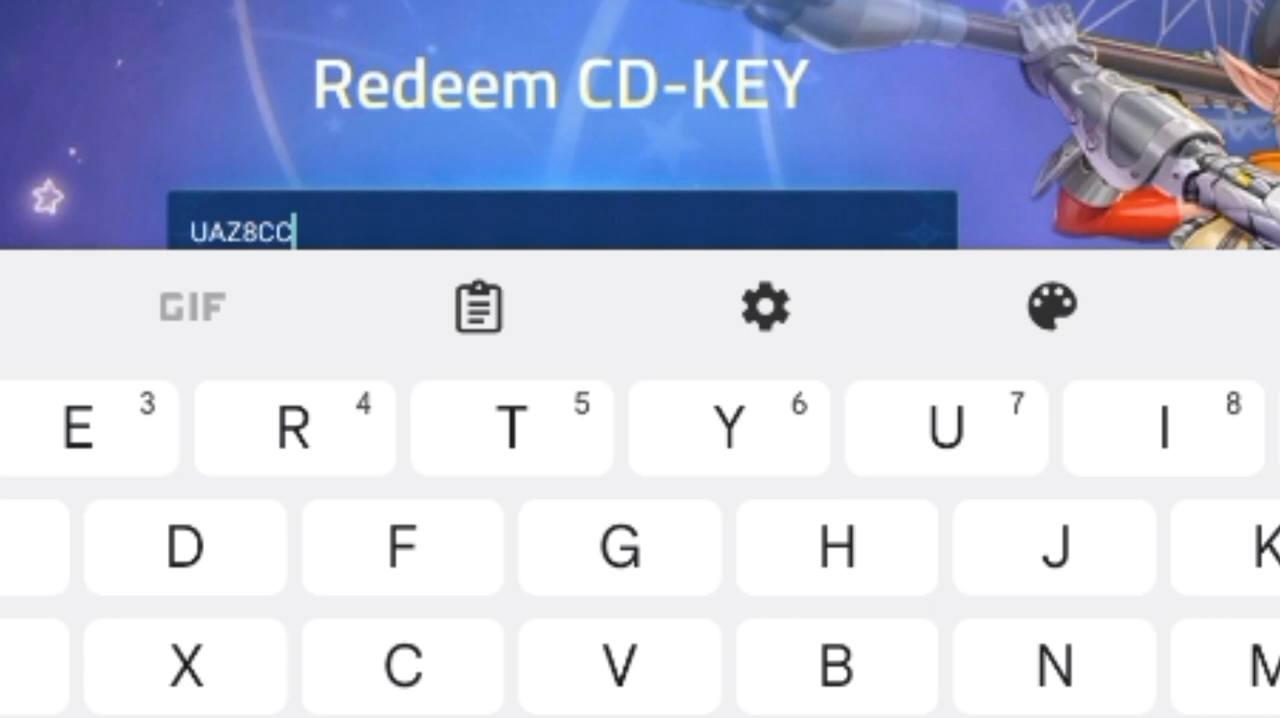 Redeem CD-KEY
UAZ8CC
GIF
E 3 R 4 T 5 Y 6 U 7 I 8
D F G H J K
X C V B N M